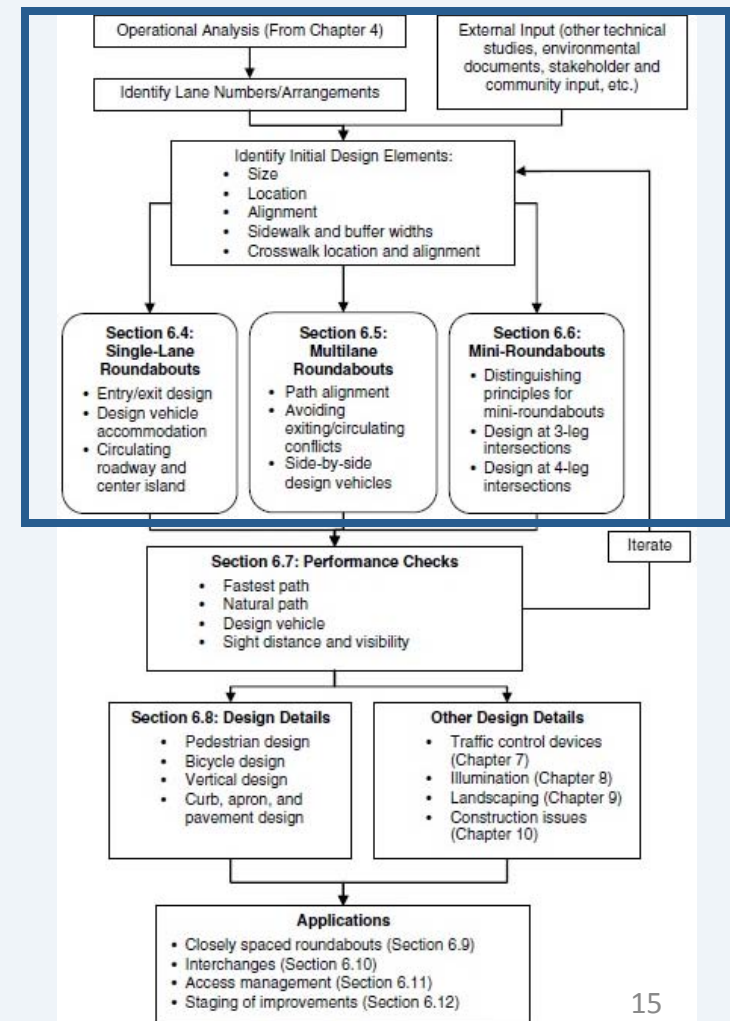 Operational Analysis (From Chapter 4)
External Input (other technical
studies, environmental
documents, stakeholder and
community input, etc.)
Identify Lane Numbers/Arrangements
Identify Initial Design Elements:
• Size
• Location
• Alignment
• Sidewalk and buffer widths
• Crosswalk location and alignment
Section 6.4:
Single-Lane
Roundabouts
• Entry/exit design
• Design vehicle
accommodation
• Circulating
roadway and
center island
Section 6.5:
Multilane
Roundabouts
• Path alignment
• Avoiding
exiting/circulating
conflicts
• Side-by-side
design vehicles
Section 6.6:
Mini-Roundabouts
• Distinguishing
principles for
mini-roundabouts
• Design at 3-leg
intersections
• Design at 4-leg
intersections
Iterate
Section 6.7: Performance Checks
• Fastest path
• Natural path
• Design vehicle
• Sight distance and visibility
Section 6.8: Design Details
• Pedestrian design
• Bicycle design
• Vertical design
• Curb, apron, and
pavement design
Other Design Details
• Traffic control devices
(Chapter 7)
• Illumination (Chapter 8)
• Landscaping (Chapter 9)
• Construction issues
(Chapter 10)
Applications
• Closely spaced roundabouts (Section 6.9)
• Interchanges (Section 6.10)
• Access management (Section 6.11)
• Staging of improvements (Section 6.12)
15